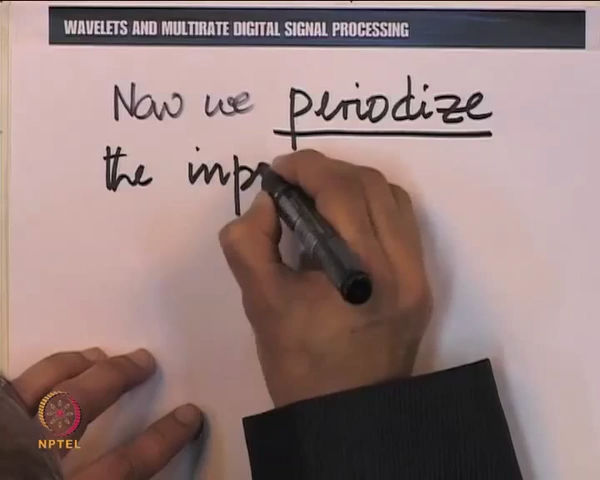 WAVELETS AND MULTIRATE DIGITAL SIGNAL PROCESSING
Now we periodize
the inp
NPTEL